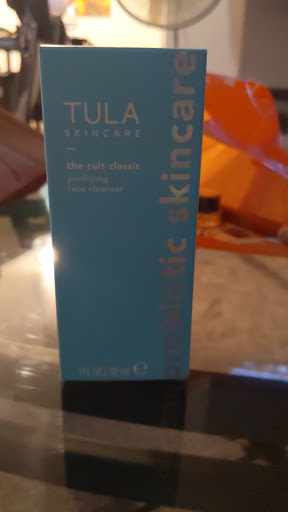 TULA
SKINCARE
the cult classic
purifying
face cleanser
1 FL OZ / 30 ml ℮
probiotic skincare